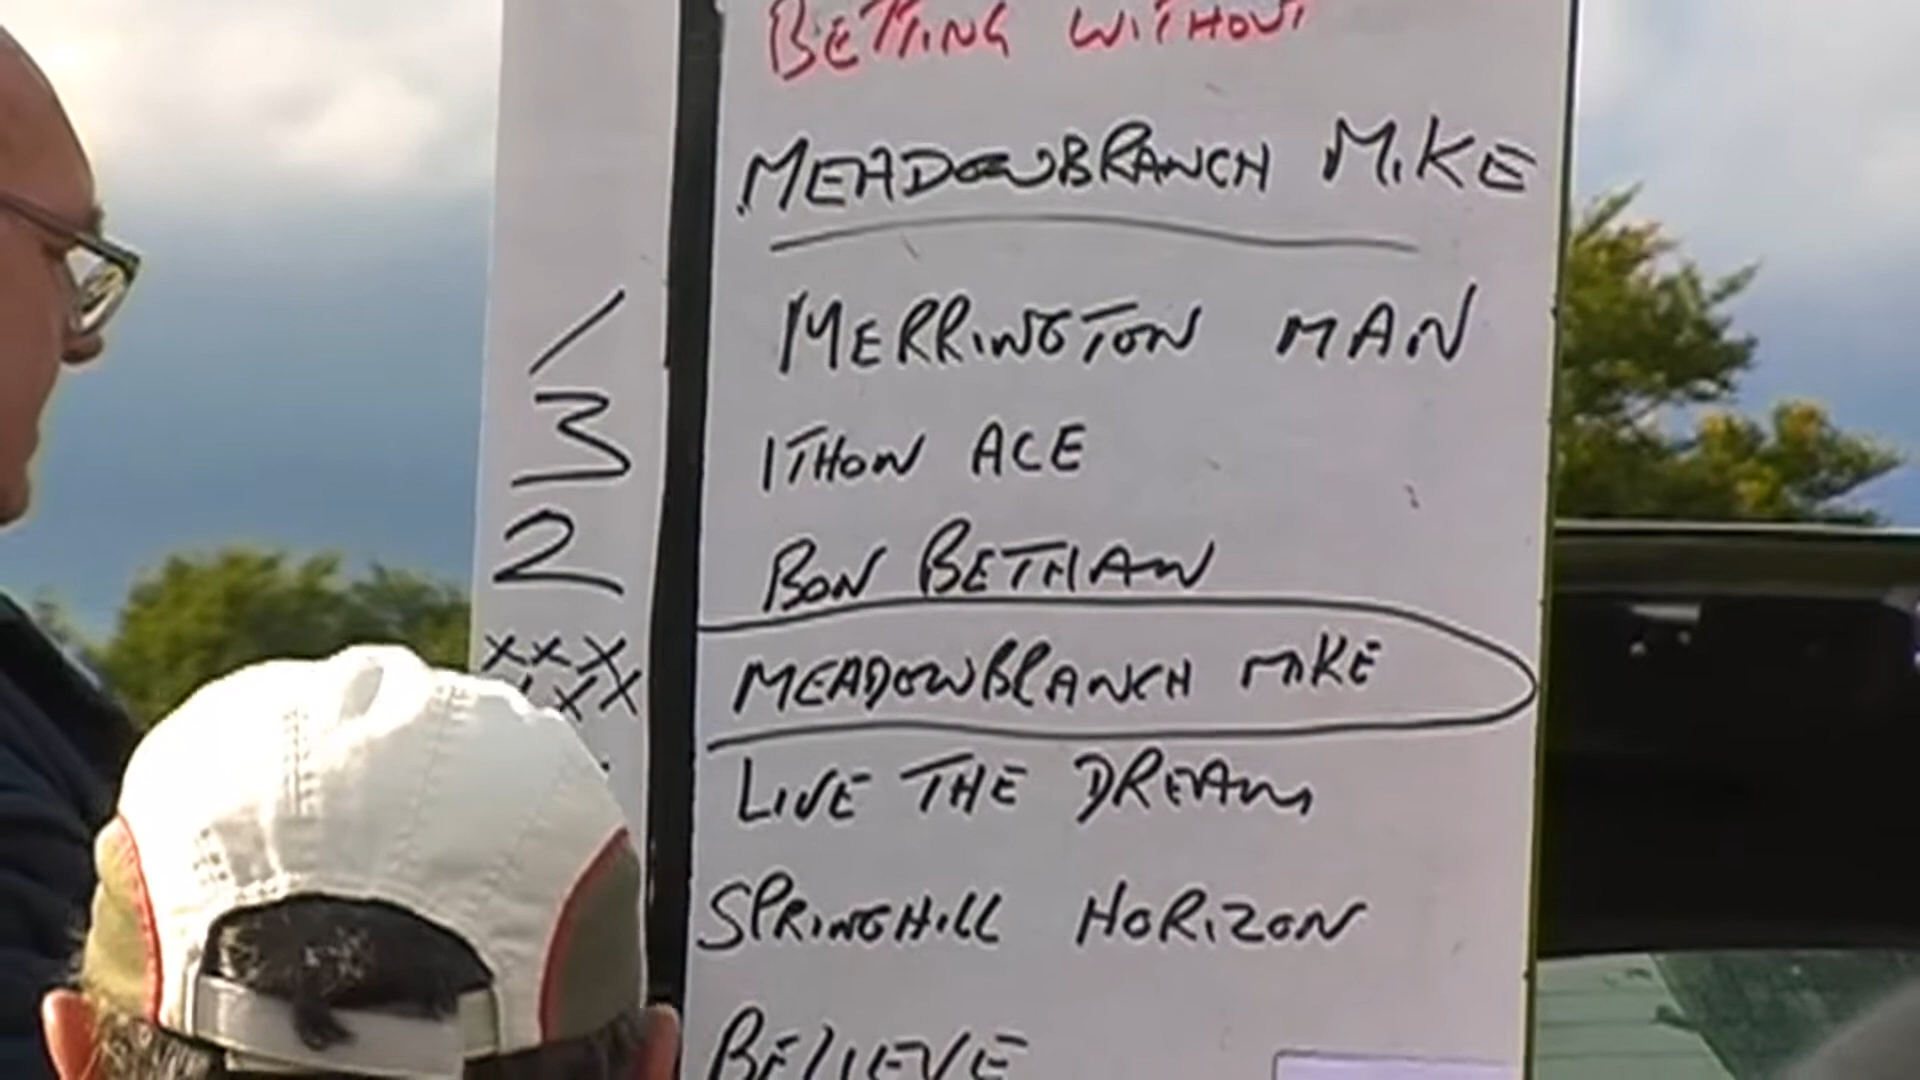 BETTING WITHOUT
MEADOWBRANCH MIKE
/ MERRINGTON MAN
3 ITHON ACE
2 BON BETHAN
xxxx MEADOWBRANCH MIKE
LIVE THE DREAM
SPRINGHILL HORIZON
BELIEVE